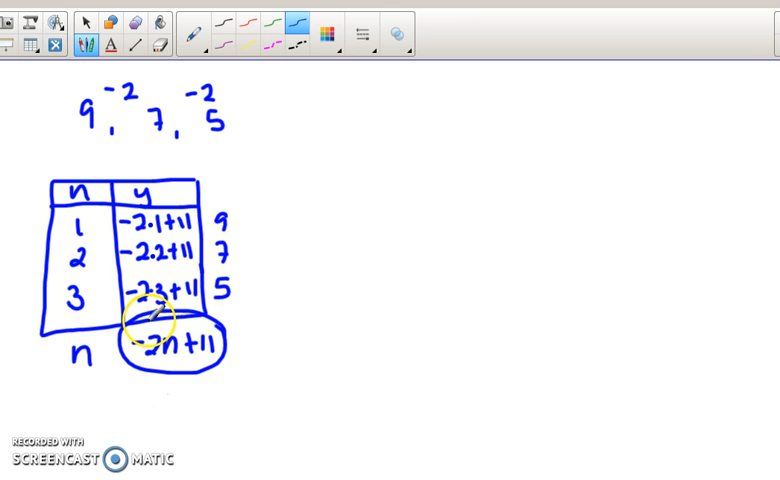 -2 -2
9, 7, 5
n y
1 -2·1+11 9
2 -2·2+11 7
3 -2·3+11 5
n -2n+11
RECORDED WITH
SCREENCAST MATIC